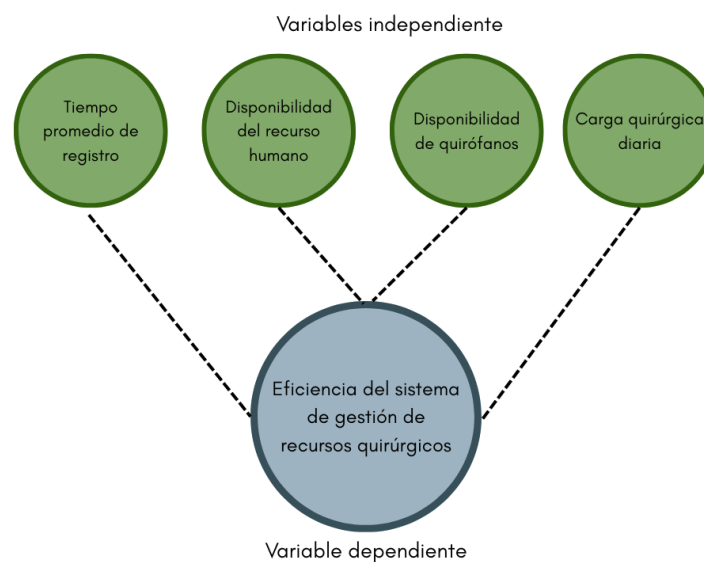 Variables independiente
Tiempo
promedio de
registro
Disponibilidad
del recurso
humano
Disponibilidad
de quirófanos
Carga quirúrgica
diaria
Eficiencia del sistema
de gestión de
recursos quirúrgicos
Variable dependiente